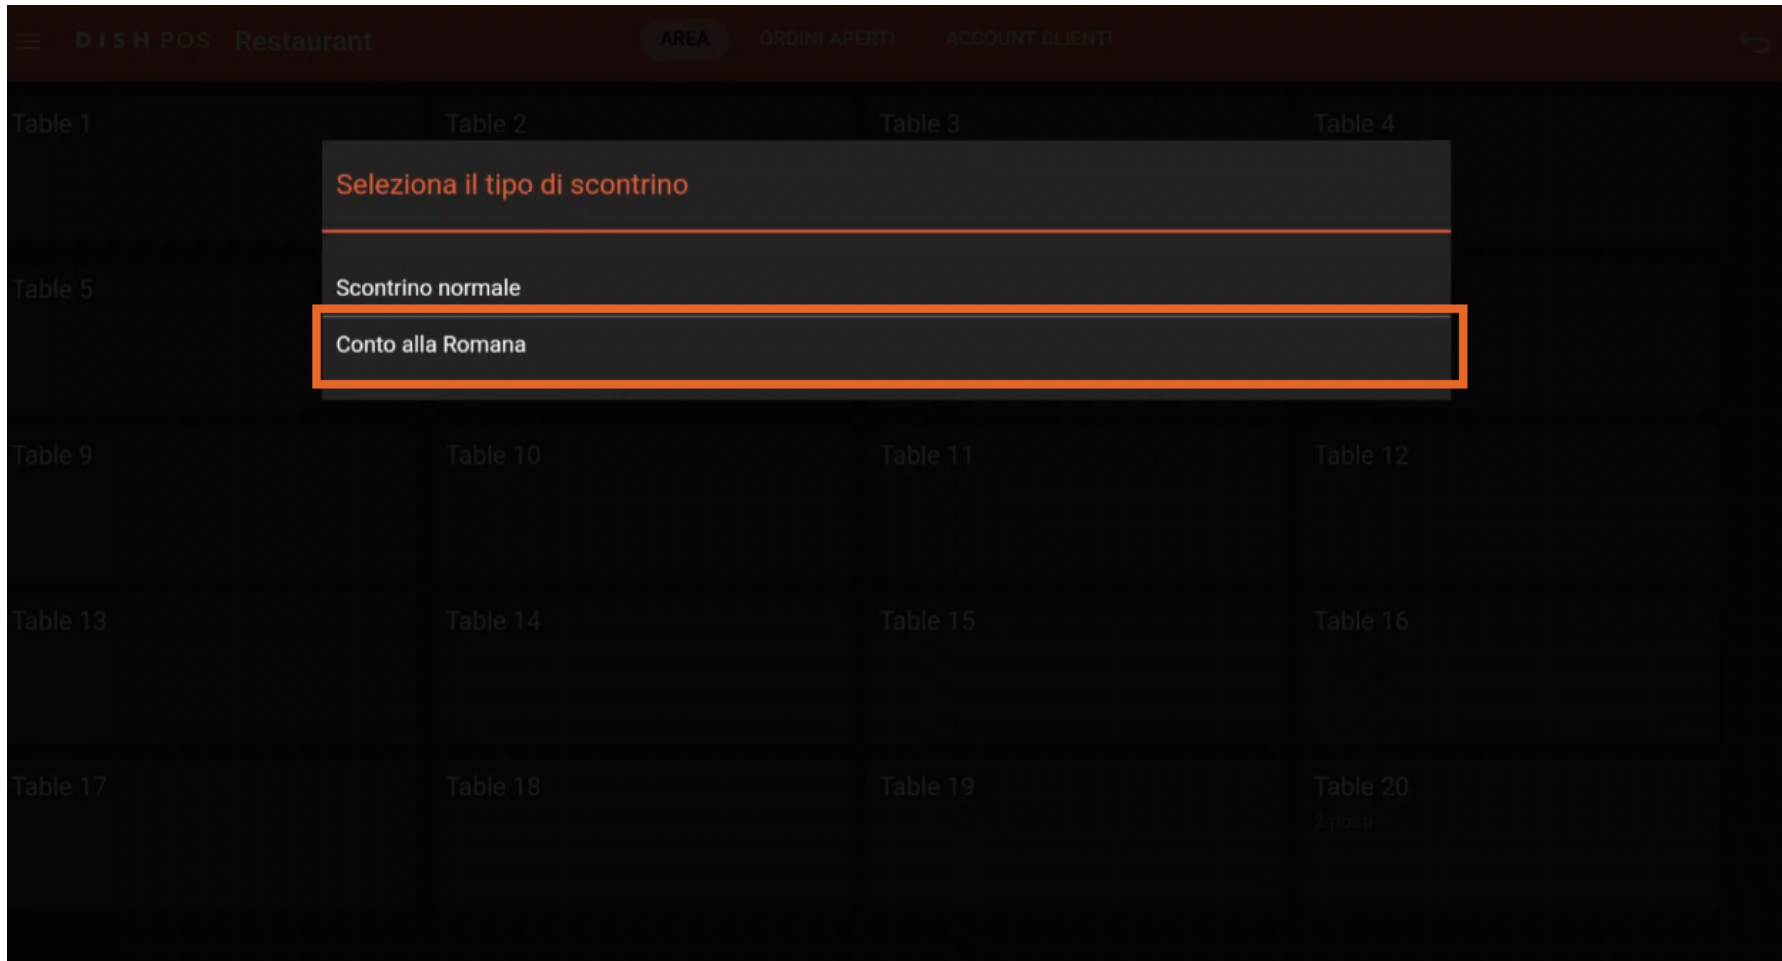 DISH POS Restaurant AREA ORDINI APERTI ACCOUNT CLIENTI
Table 1 Table 2 Table 3 Table 4
Seleziona il tipo di scontrino
Table 5
Scontrino normale
Conto alla Romana
Table 9 Table 10 Table 11 Table 12
Table 13 Table 14 Table 15 Table 16
Table 17 Table 18 Table 19 Table 20
2 posti